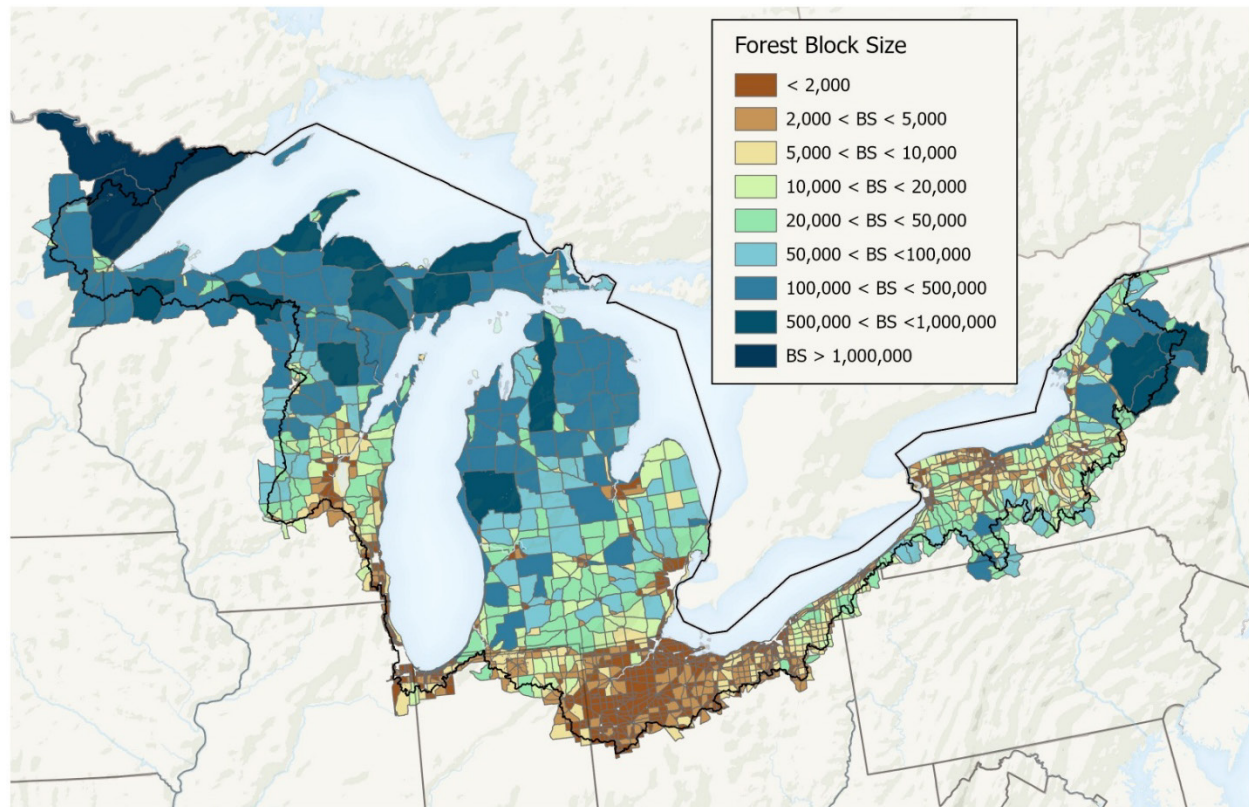 Forest Block Size
< 2,000
2,000 < BS < 5,000
5,000 < BS < 10,000
10,000 < BS < 20,000
20,000 < BS < 50,000
50,000 < BS <100,000
100,000 < BS < 500,000
500,000 < BS <1,000,000
BS > 1,000,000